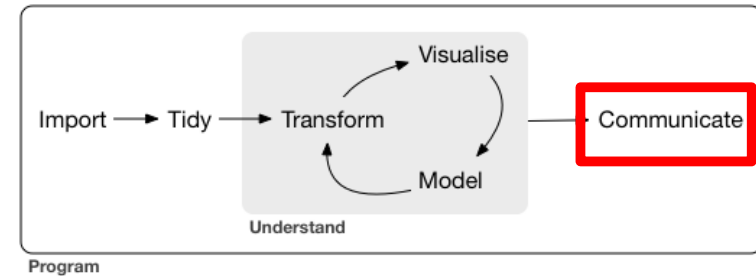 Visualise
Import
Tidy
Transform
Communicate
Model
Understand
Program